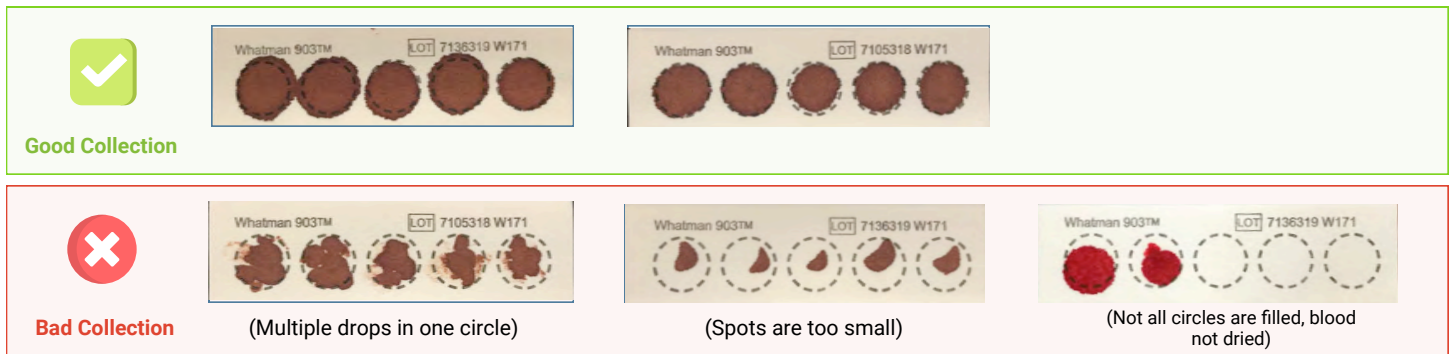 Whatman 903™ LOT 7136319 W171
Whatman 903™ LOT 7105318 W171
Good Collection
Whatman 903™ LOT 7105318 W171
Whatman 903™ LOT 7136319 W171
Whatman 903™ LOT 7136319 W171
Bad Collection
(Multiple drops in one circle)
(Spots are too small)
(Not all circles are filled, blood
not dried)